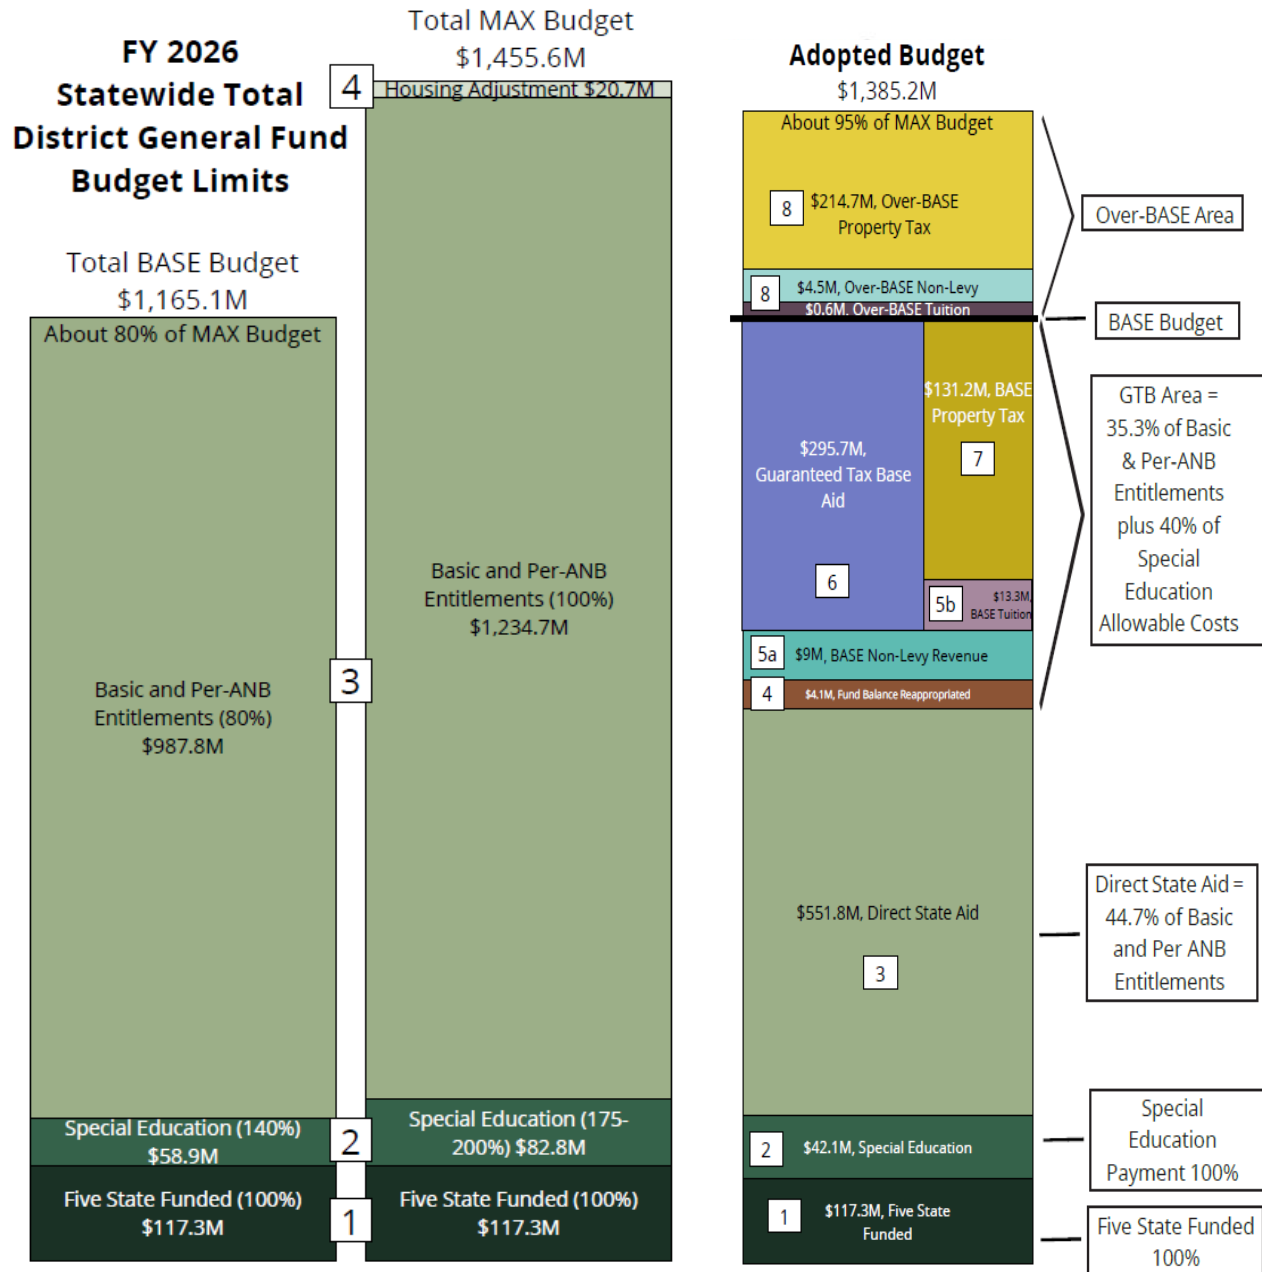 FY 2026
Statewide Total
District General Fund
Budget Limits
Total BASE Budget
$1,165.1M
About 80% of MAX Budget
Basic and Per-ANB
Entitlements (80%)
$987.8M
Special Education (140%)
$58.9M
Five State Funded (100%)
$117.3M
4
3
2
1
Total MAX Budget
$1,455.6M
Housing Adjustment $20.7M
Basic and Per-ANB
Entitlements (100%)
$1,234.7M
Special Education (175-
200%) $82.8M
Five State Funded (100%)
$117.3M
Adopted Budget
$1,385.2M
About 95% of MAX Budget
8
$214.7M, Over-BASE
Property Tax
8
$4.5M, Over-BASE Non-Levy
$0.6M. Over-BASE Tuition
$295.7M,
Guaranteed Tax Base
Aid
6
$131.2M, BASE
Property Tax
7
5b
$13.3M,
BASE Tuition
5a
$9M, BASE Non-Levy Revenue
4
$4.1M, Fund Balance Reappropriated
$551.8M, Direct State Aid
3
2
$42.1M, Special Education
1
$117.3M, Five State
Funded
Over-BASE Area
BASE Budget
GTB Area =
35.3% of Basic
& Per-ANB
Entitlements
plus 40% of
Special
Education
Allowable Costs
Direct State Aid =
44.7% of Basic
and Per ANB
Entitlements
Special
Education
Payment 100%
Five State Funded
100%